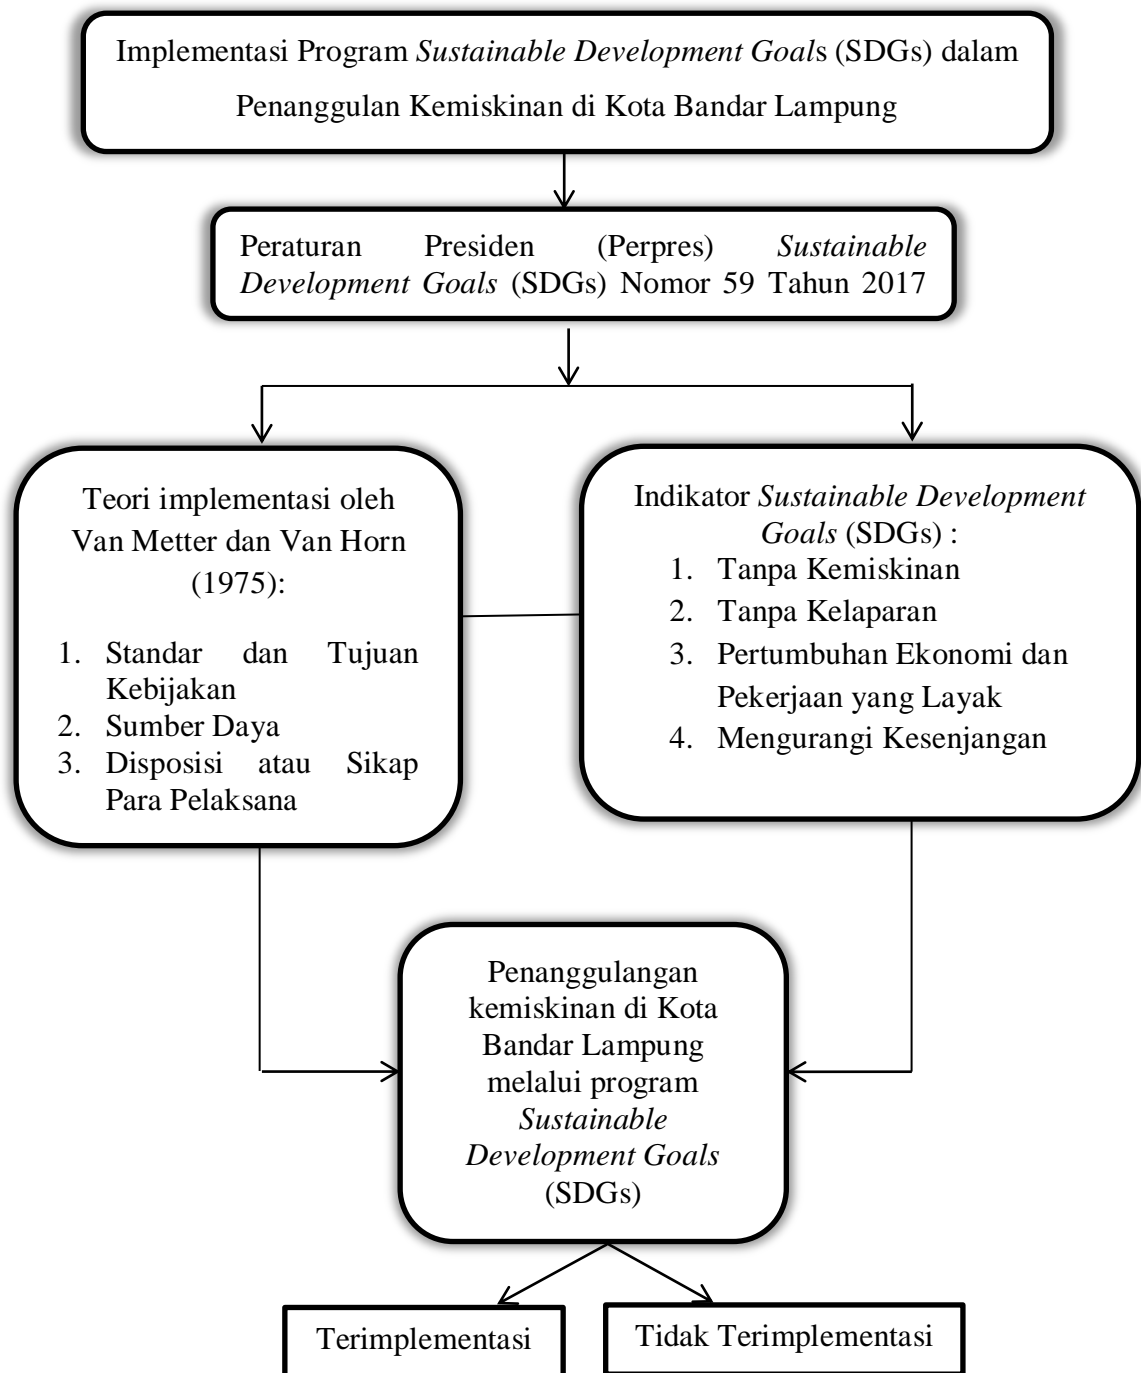 Implementasi Program Sustainable Development Goals (SDGs) dalam
Penanggulan Kemiskinan di Kota Bandar Lampung
Peraturan Presiden (Perpres) Sustainable
Development Goals (SDGs) Nomor 59 Tahun 2017
Teori implementasi oleh
Van Metter dan Van Horn
(1975):
1. Standar dan Tujuan
Kebijakan
2. Sumber Daya
3. Disposisi atau Sikap
Para Pelaksana
Indikator Sustainable Development
Goals (SDGs) :
1. Tanpa Kemiskinan
2. Tanpa Kelaparan
3. Pertumbuhan Ekonomi dan
Pekerjaan yang Layak
4. Mengurangi Kesenjangan
Penanggulangan
kemiskinan di Kota
Bandar Lampung
melalui program
Sustainable
Development Goals
(SDGs)
Terimplementasi
Tidak Terimplementasi